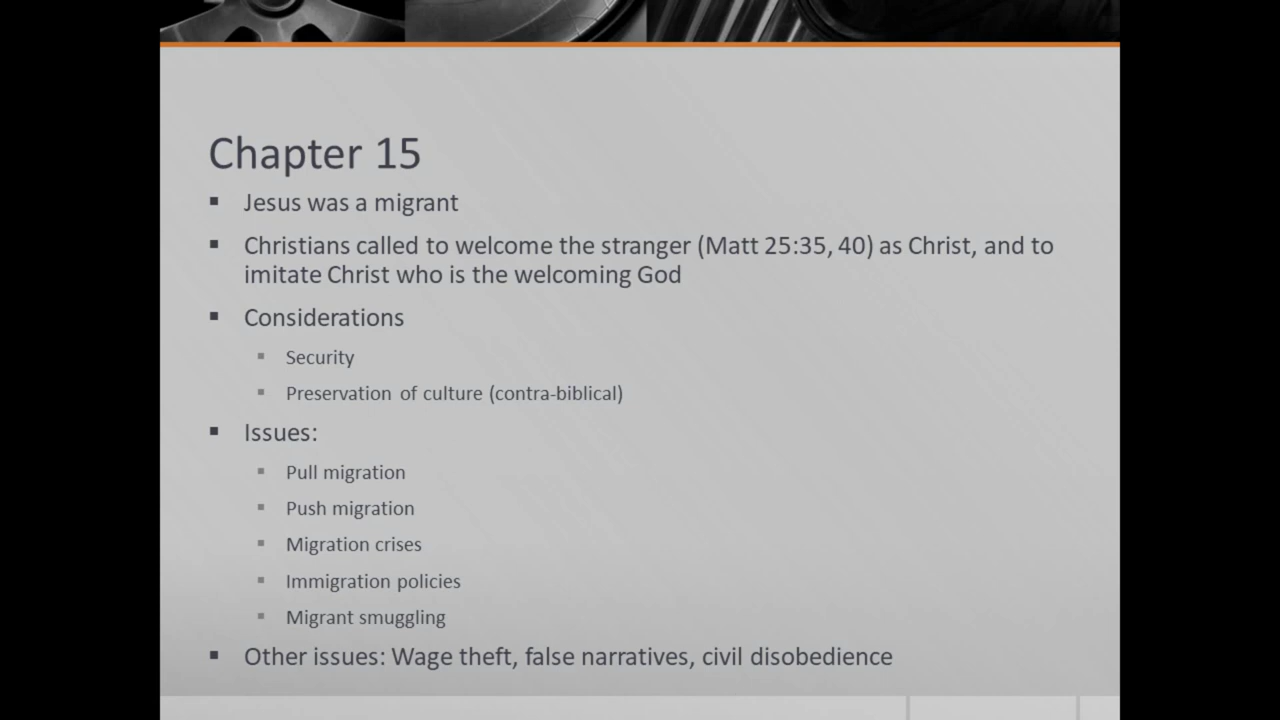 Chapter 15
▪ Jesus was a migrant
▪ Christians called to welcome the stranger (Matt 25:35, 40) as Christ, and to
imitate Christ who is the welcoming God
▪ Considerations
▪ Security
▪ Preservation of culture (contra-biblical)
▪ Issues:
▪ Pull migration
▪ Push migration
▪ Migration crises
▪ Immigration policies
▪ Migrant smuggling
▪ Other issues: Wage theft, false narratives, civil disobedience